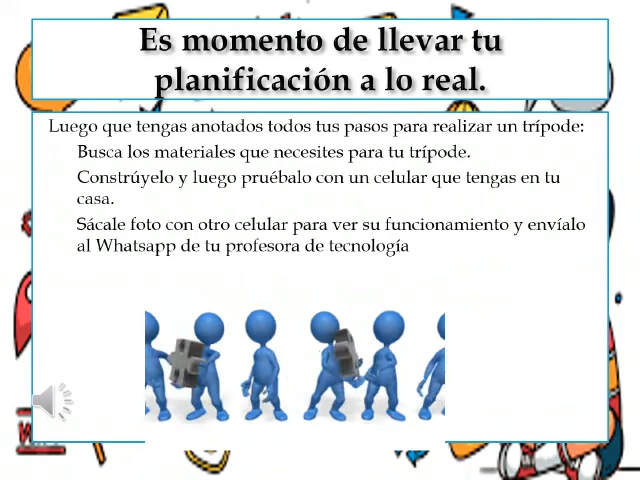 Es momento de llevar tu
planificación a lo real.
Luego que tengas anotados todos tus pasos para realizar un trípode:
Busca los materiales que necesites para tu trípode.
Constrúyelo y luego pruébalo con un celular que tengas en tu
casa.
Sácale foto con otro celular para ver su funcionamiento y envíalo
al Whatsapp de tu profesora de tecnología